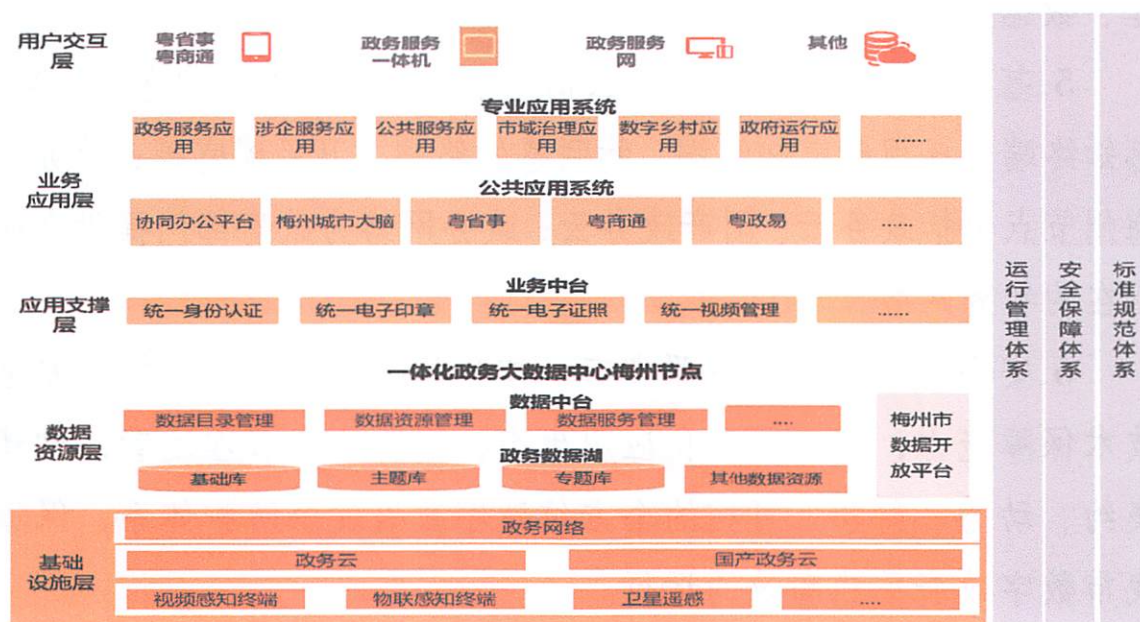 用户交互
层
粤省事
粤商通
政务服务
一体机
政务服务
网
其他
专业应用系统
政务服务应
用
涉企服务应
用
公共服务应
用
市域治理应
用
数字乡村应
用
政府运行应
用
......
业务
应用层
公共应用系统
协同办公平台
梅州城市大脑
粤省事
粤商通
粤政易
......
应用支撑
层
业务中台
统一身份认证
统一电子印章
统一电子证照
统一视频管理
......
一体化政务大数据中心梅州节点
数据
资源层
数据中台
数据目录管理
数据资源管理
数据服务管理
....
政务数据湖
基础库
主题库
专题库
其他数据资源
梅州市
数据开
放平台
基础
设施层
政务网络
政务云
国产政务云
视频感知终端
物联感知终端
卫星遥感
....
运行管理体系
安全保障体系
标准规范体系